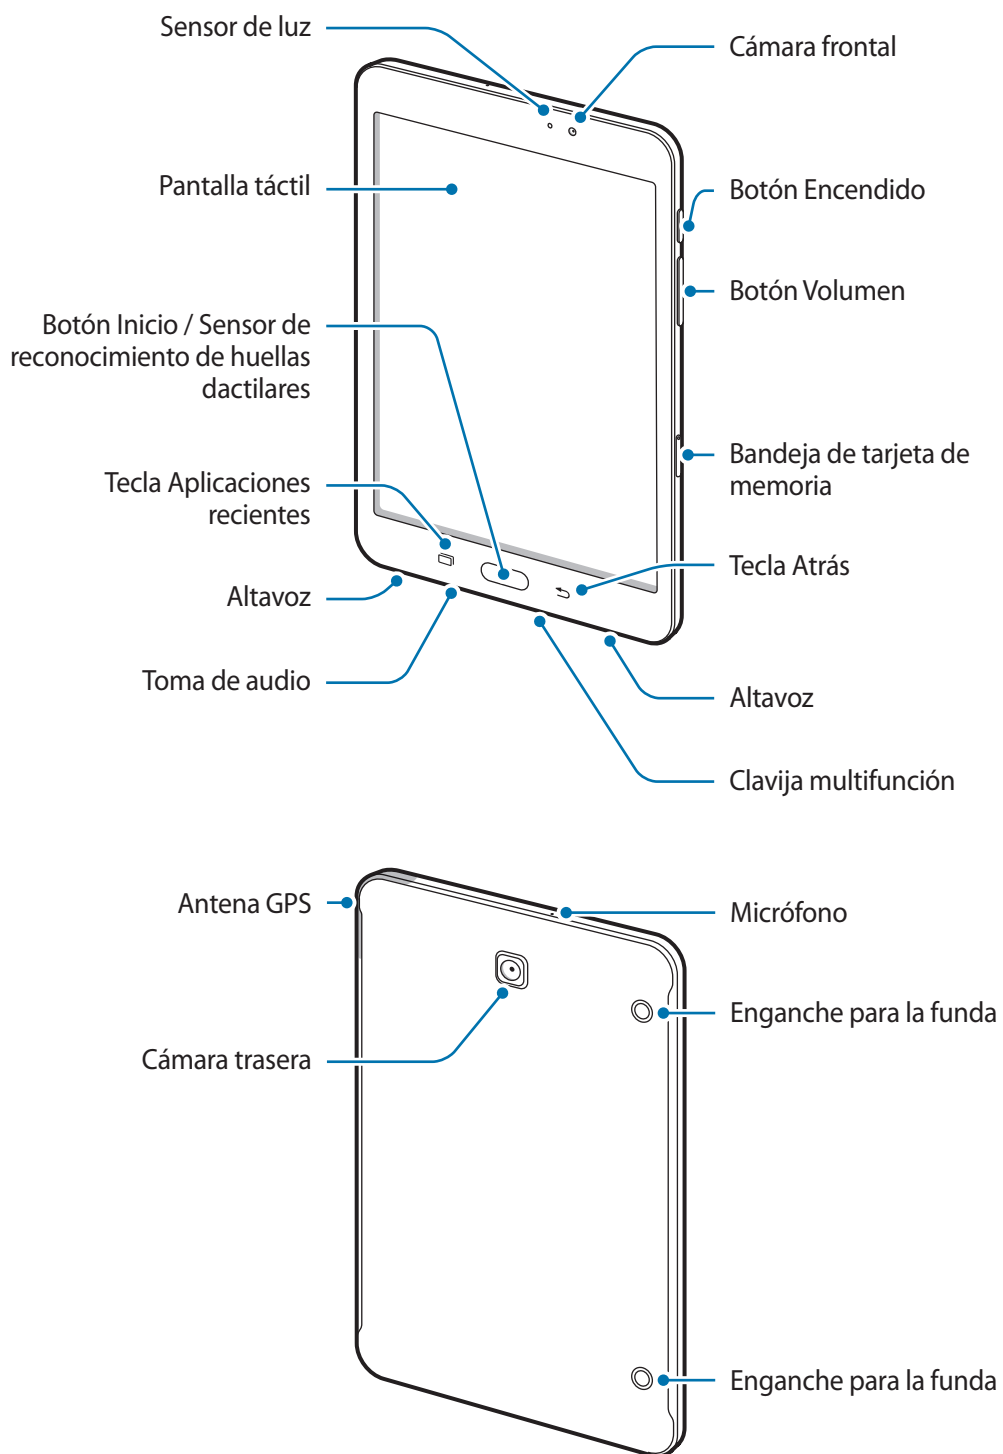 Sensor de luz
Cámara frontal
Pantalla táctil
Botón Encendido
Botón Volumen
Botón Inicio / Sensor de
reconocimiento de huellas
dactilares
Bandeja de tarjeta de
memoria
Tecla Aplicaciones
recientes
Tecla Atrás
Altavoz
Toma de audio
Altavoz
Clavija multifunción
Antena GPS
Micrófono
Enganche para la funda
Cámara trasera
Enganche para la funda